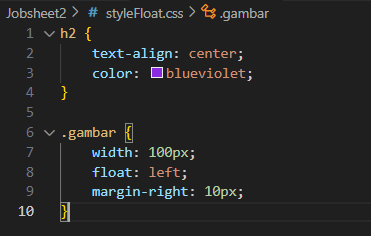 Jobsheet2 > # styleFloat.css > .gambar
1 h2 {
2 text-align: center;
3 color: blueviolet;
4 }
5
6 .gambar {
7 width: 100px;
8 float: left;
9 margin-right: 10px;
10 }